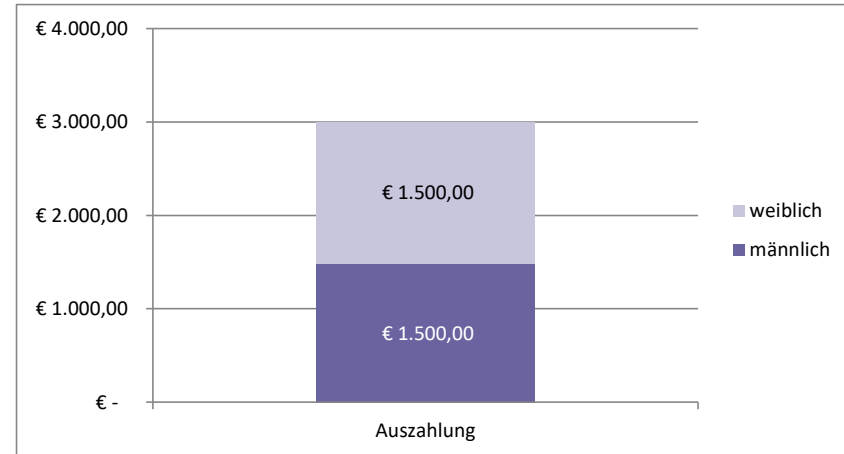 € 4.000,00
€ 3.000,00
€ 2.000,00
€ 1.000,00
€ -
€ 1.500,00
€ 1.500,00
Auszahlung
weiblich
männlich